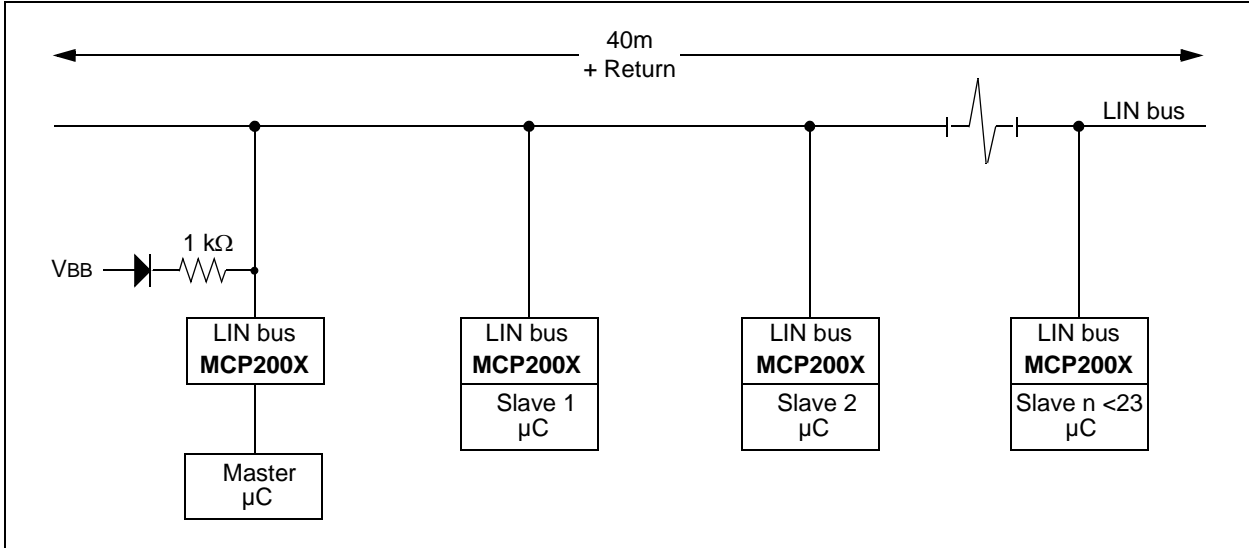 40m
+ Return
LIN bus
1 kΩ
VBB
LIN bus
MCP200X
Master
µC
LIN bus
MCP200X
Slave 1
µC
LIN bus
MCP200X
Slave 2
µC
LIN bus
MCP200X
Slave n <23
µC